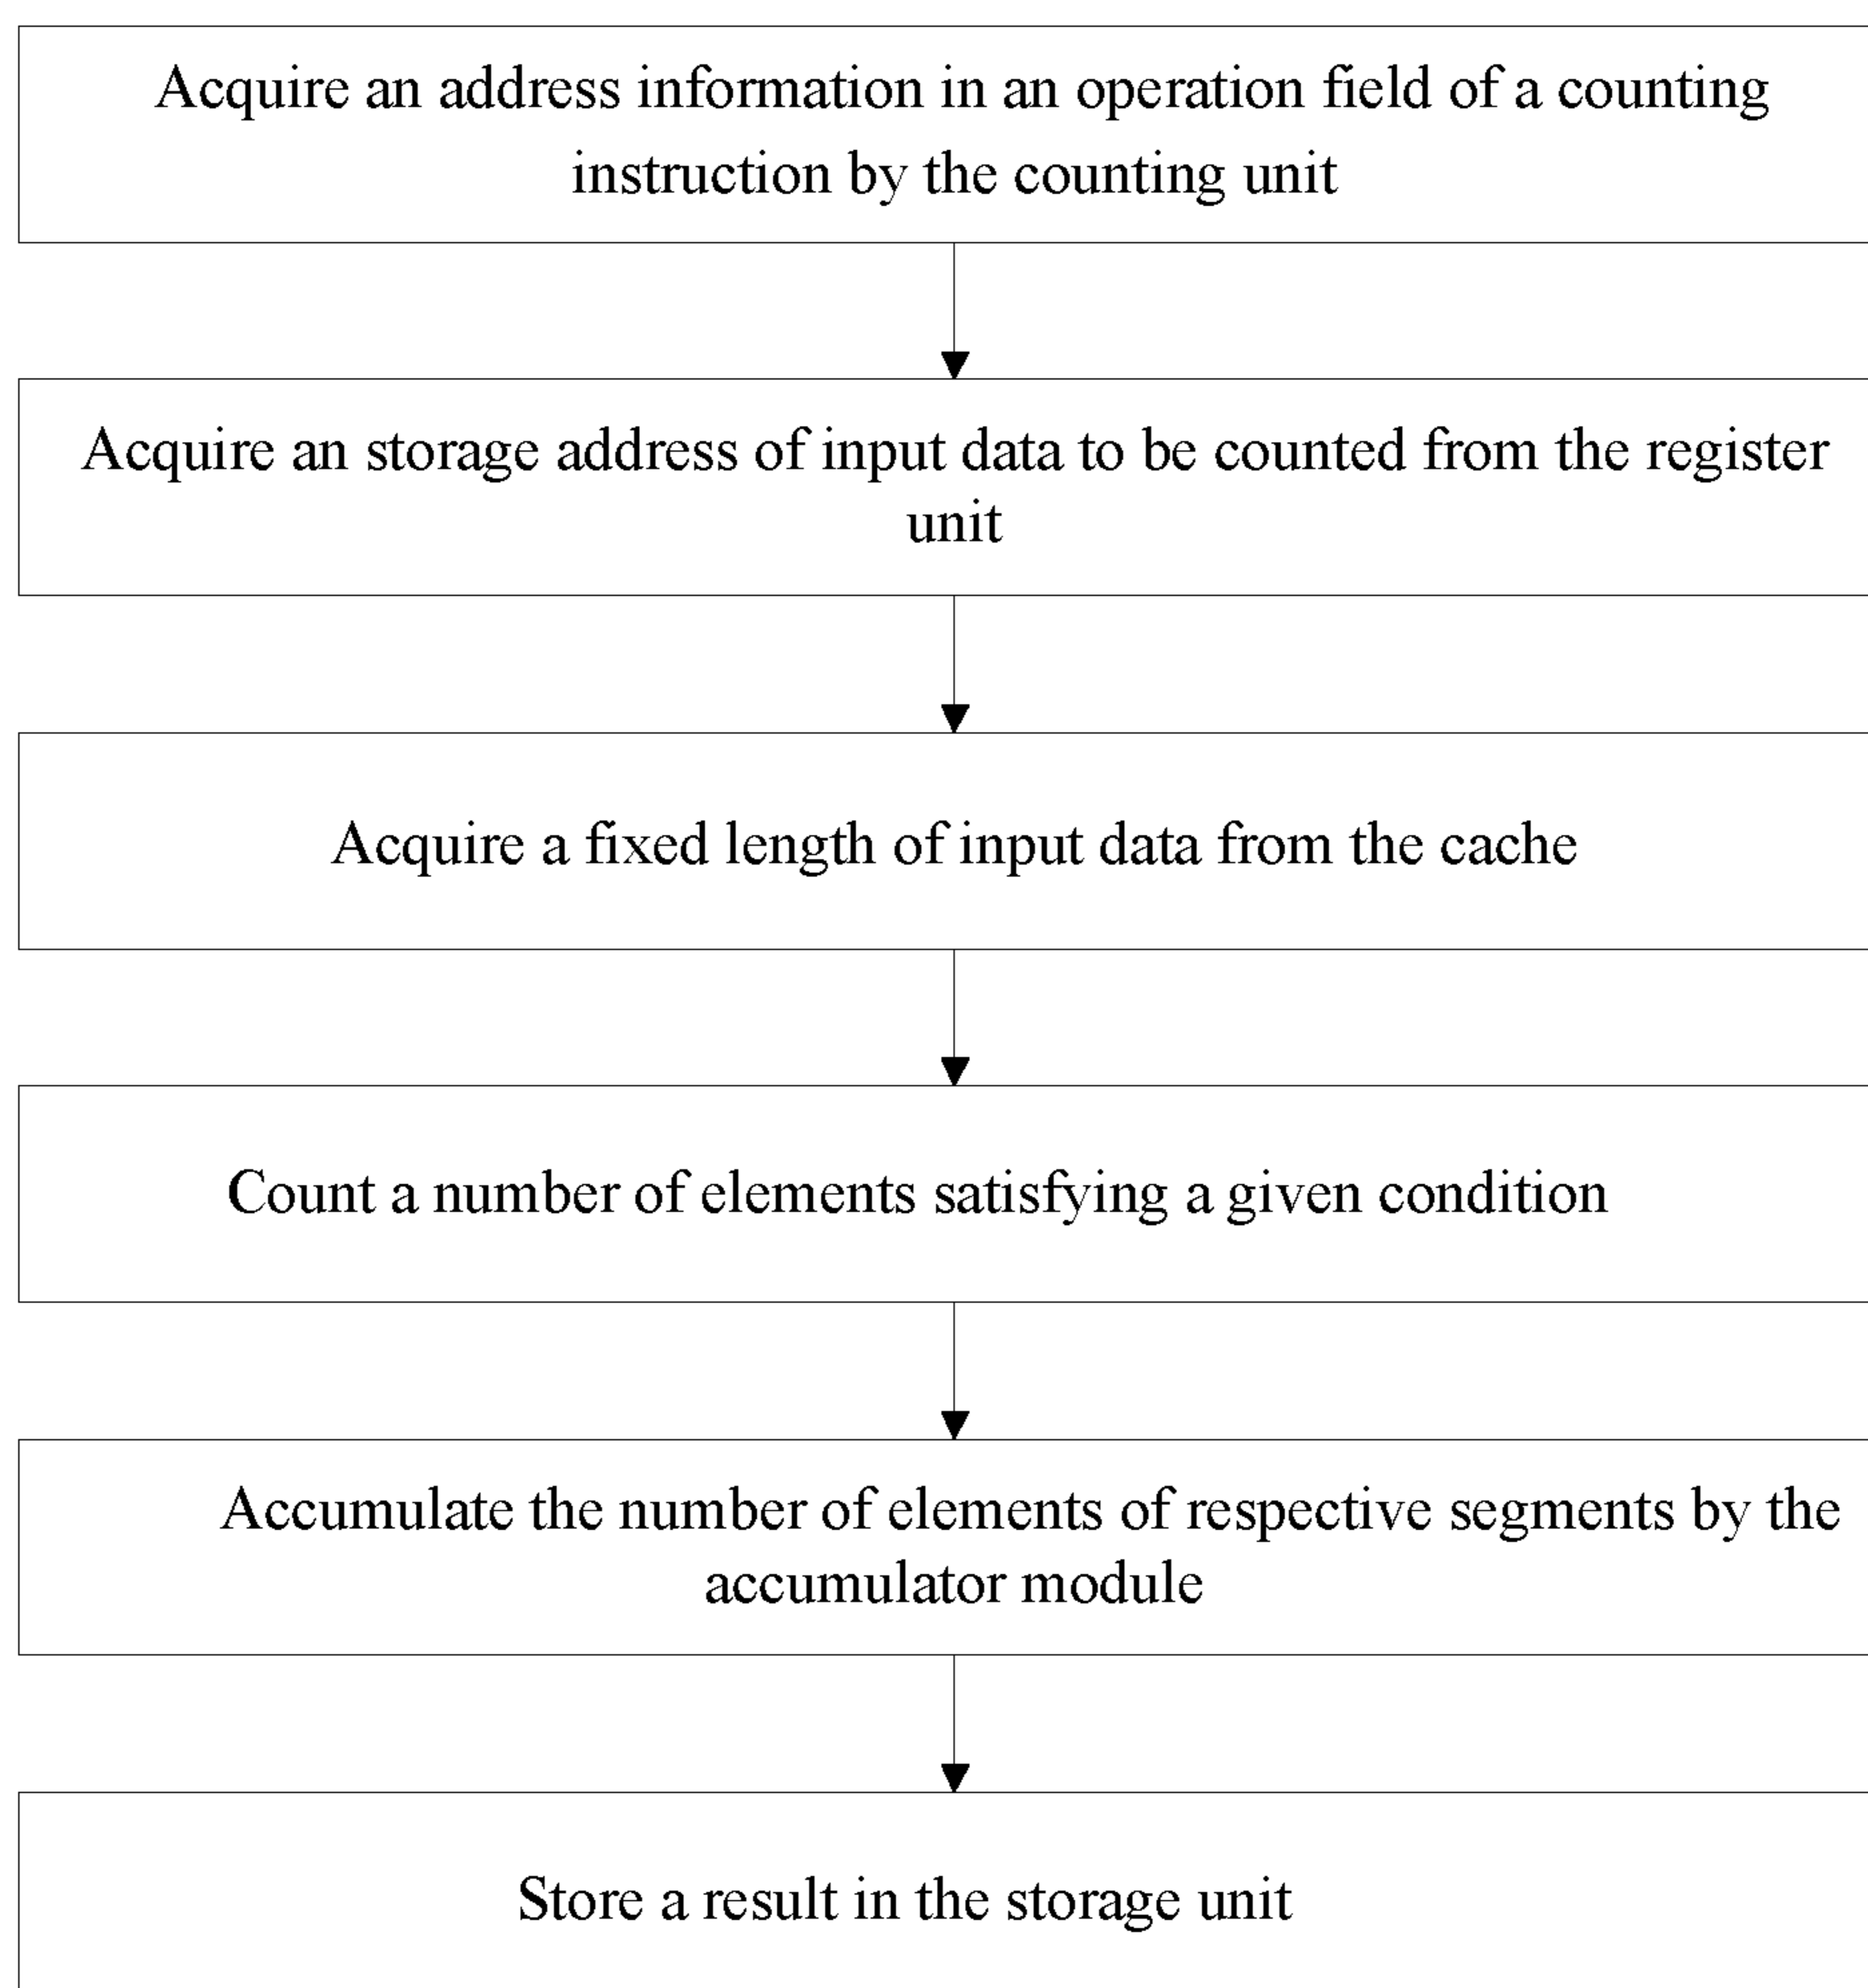 Acquire an address information in an operation field of a counting
instruction by the counting unit
Acquire an storage address of input data to be counted from the register
unit
Acquire a fixed length of input data from the cache
Count a number of elements satisfying a given condition
Accumulate the number of elements of respective segments by the
accumulator module
Store a result in the storage unit